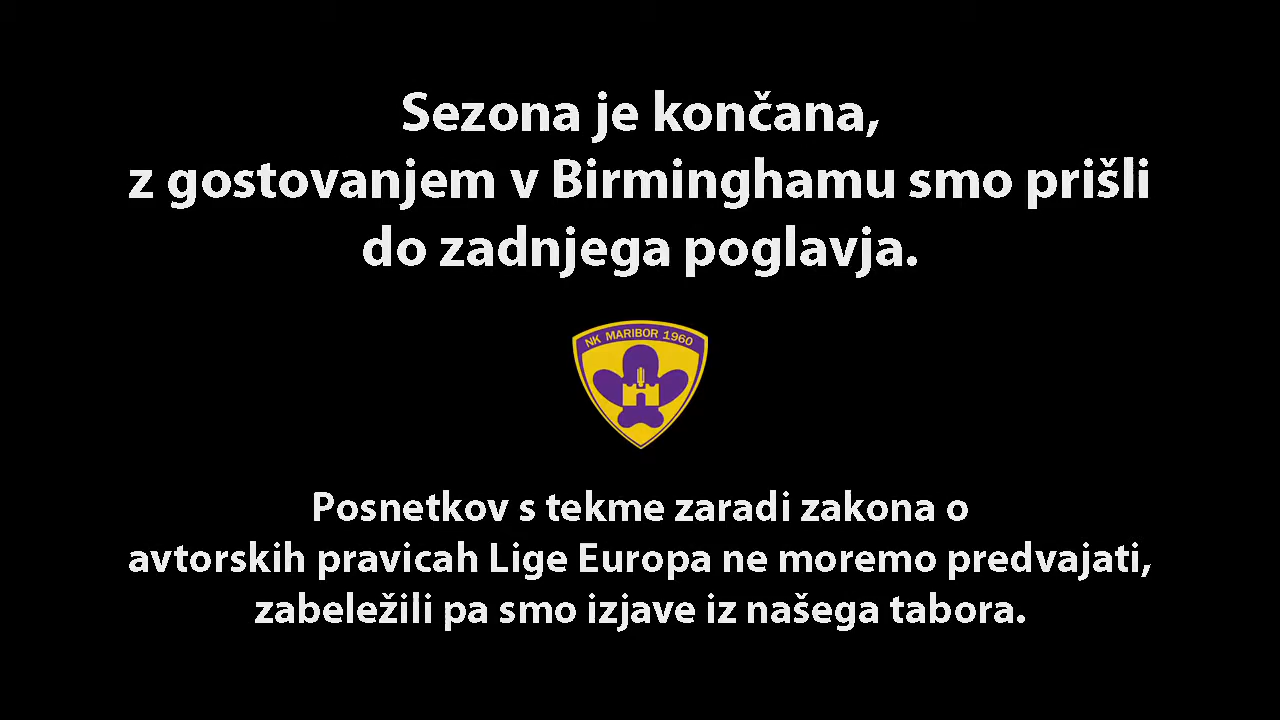 Sezona je končana,
z gostovanjem v Birminghamu smo prišli
do zadnjega poglavja.
NK MARIBOR 1960
Posnetkov s tekme zaradi zakona o
avtorskih pravicah Lige Europa ne moremo predvajati,
zabeležili pa smo izjave iz našega tabora.